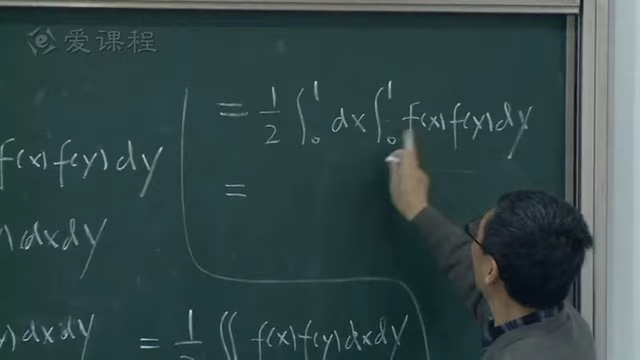 爱课程
= 1/2 ∫₀¹ dx ∫₀¹ f(x) f(y) dy
f(x) f(y) dy
=
dxdy
) dxdy = 1/2 ∬ f(x) f(y) dxdy